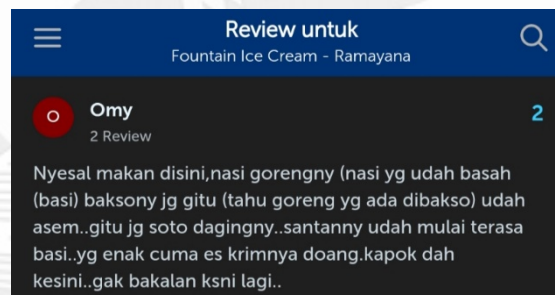 Review untuk
Fountain Ice Cream - Ramayana
O
Omy
2
2 Review
Nyesal makan disini,nasi gorengny (nasi yg udah basah
(basi) baksony jg gitu (tahu goreng yg ada dibakso) udah
asem..gitu jg soto dagingny..santanny udah mulai terasa
basi..yg enak cuma es krimnya doang.kapok dah
kesini..gak bakalan ksni lagi..